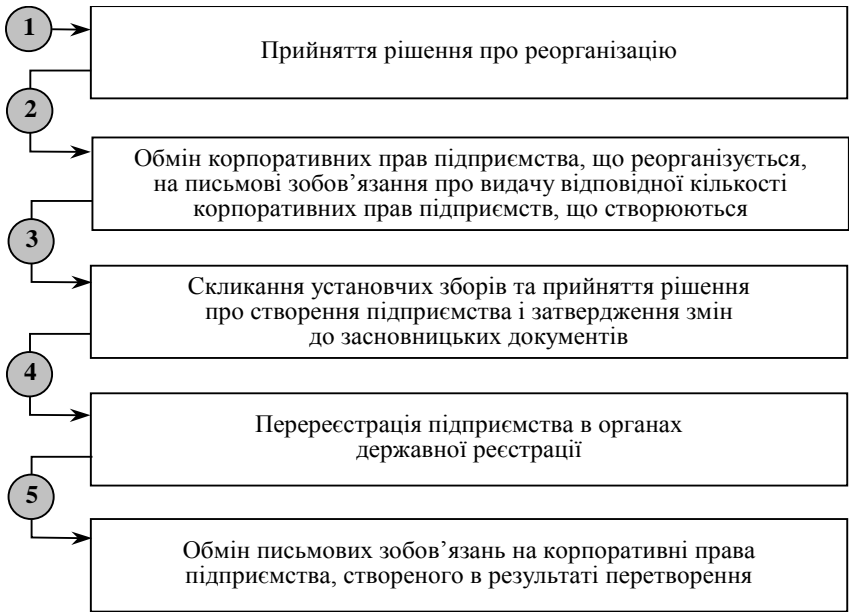 1
Прийняття рішення про реорганізацію
2
Обмін корпоративних прав підприємства, що реорганізується,
на письмові зобов’язання про видачу відповідної кількості
корпоративних прав підприємств, що створюються
3
Скликання установчих зборів та прийняття рішення
про створення підприємства і затвердження змін
до засновницьких документів
4
Перереєстрація підприємства в органах
державної реєстрації
5
Обмін письмових зобов’язань на корпоративні права
підприємства, створеного в результаті перетворення